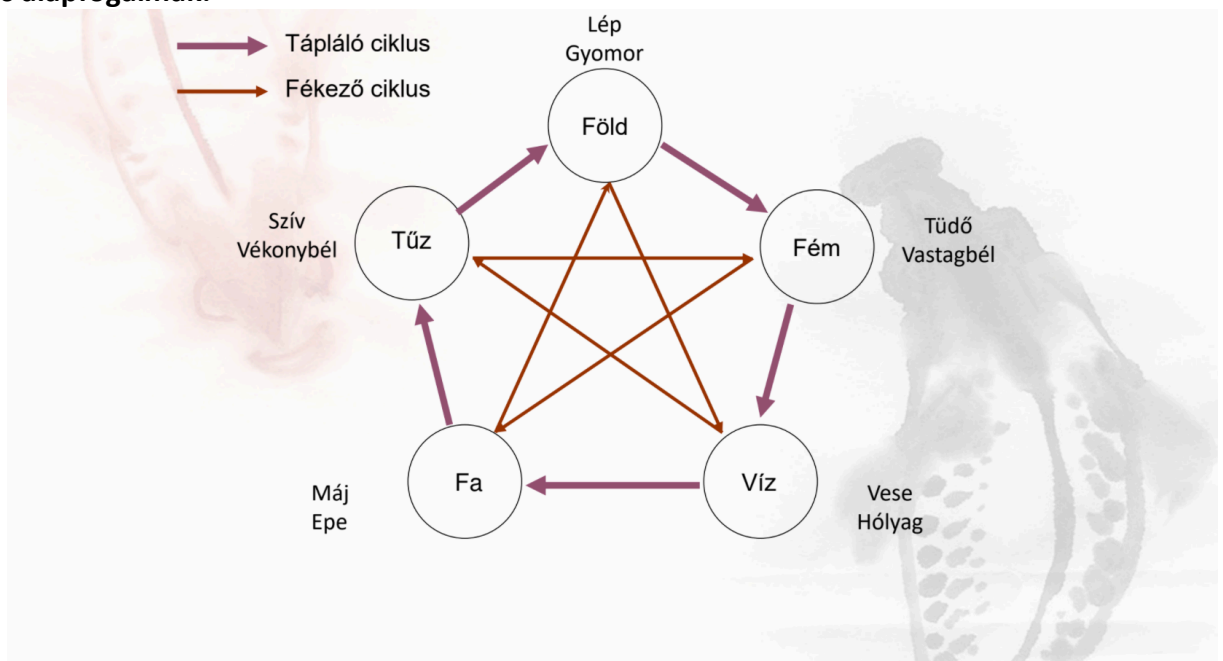 Tápláló ciklus
Fékező ciklus
Lép
Gyomor
Föld
Szív
Vékonybél
Tűz
Fém
Tüdő
Vastagbél
Máj
Epe
Fa
Víz
Vese
Hólyag